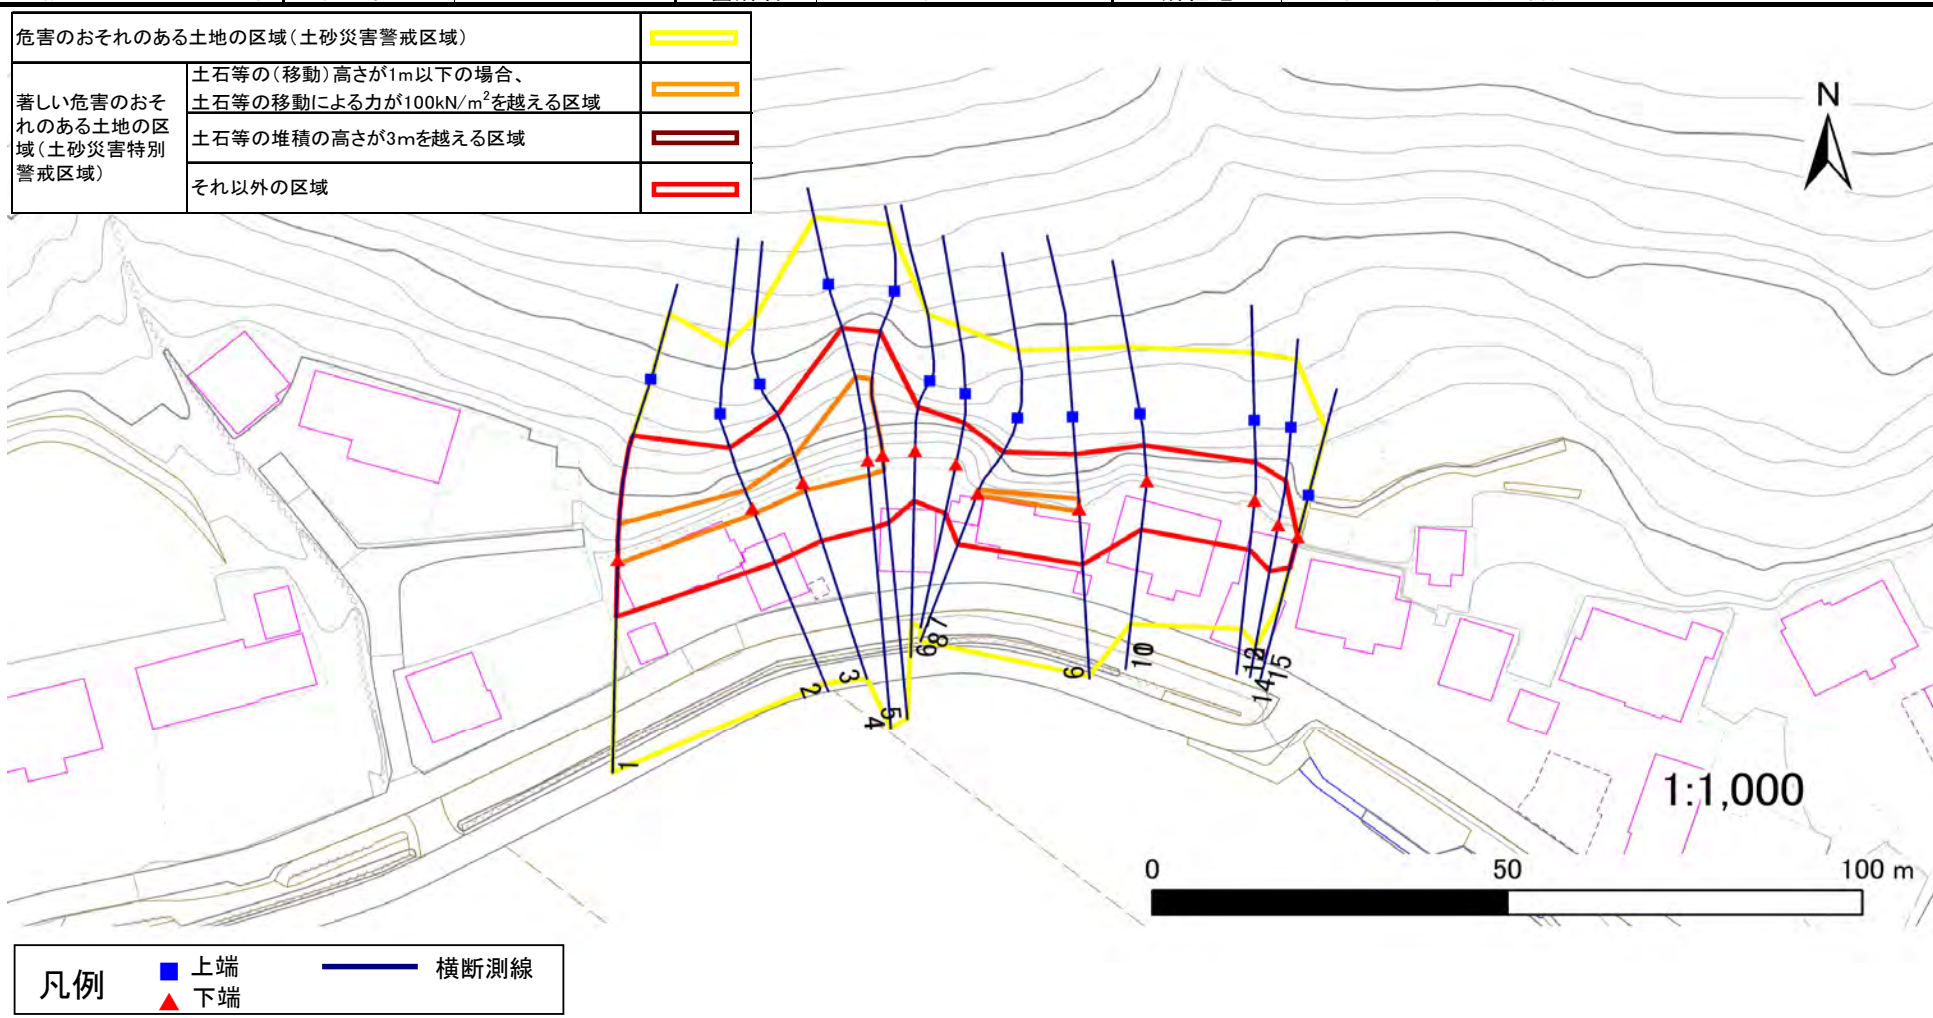 危害のおそれのある土地の区域（土砂災害警戒区域）
著しい危害のおそ
れのある土地の区
域（土砂災害特別
警戒区域）
土石等の（移動）高さが1m以下の場合、
土石等の移動による力が100kN/m²を越える区域
土石等の堆積の高さが3mを越える区域
それ以外の区域
N
1
2
3
4
5
6
7
8
9
10
12
14
15
1:1,000
0 50 100 m
凡例
上端
下端
横断測線